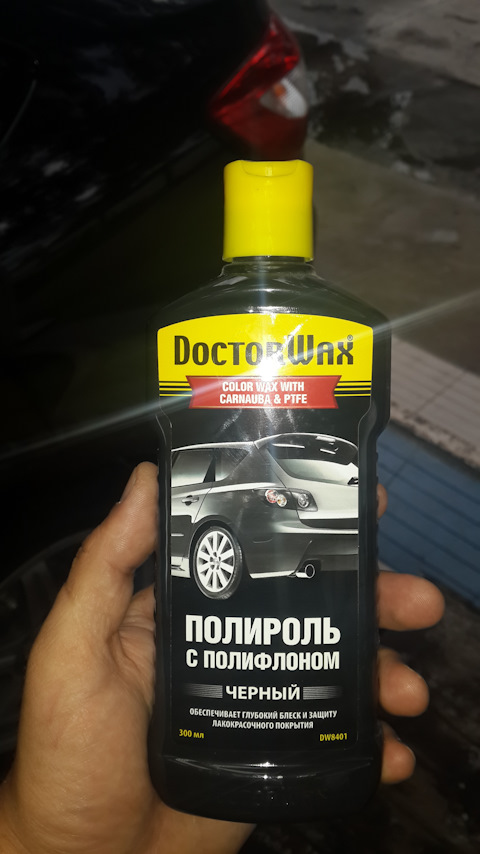 DOCTORWAX®
COLOR WAX WITH
CARNAUBA & PTFE
ПОЛИРОЛЬ
С ПОЛИФЛОНОМ
ЧЕРНЫЙ
ОБЕСПЕЧИВАЕТ ГЛУБОКИЙ БЛЕСК И ЗАЩИТУ
ЛАКОКРАСОЧНОГО ПОКРЫТИЯ
300 мл DW8401